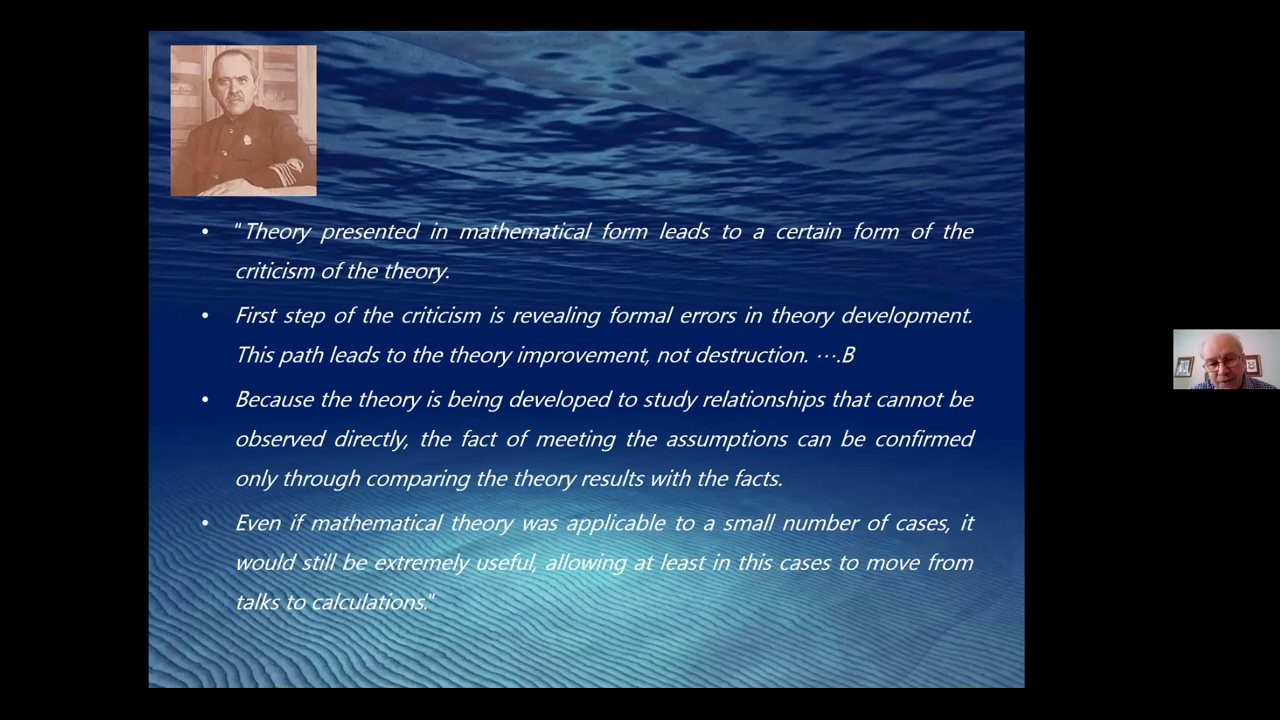 • "Theory presented in mathematical form leads to a certain form of the
criticism of the theory.
• First step of the criticism is revealing formal errors in theory development.
This path leads to the theory improvement, not destruction. ….B
• Because the theory is being developed to study relationships that cannot be
observed directly, the fact of meeting the assumptions can be confirmed
only through comparing the theory results with the facts.
• Even if mathematical theory was applicable to a small number of cases, it
would still be extremely useful, allowing at least in this cases to move from
talks to calculations."